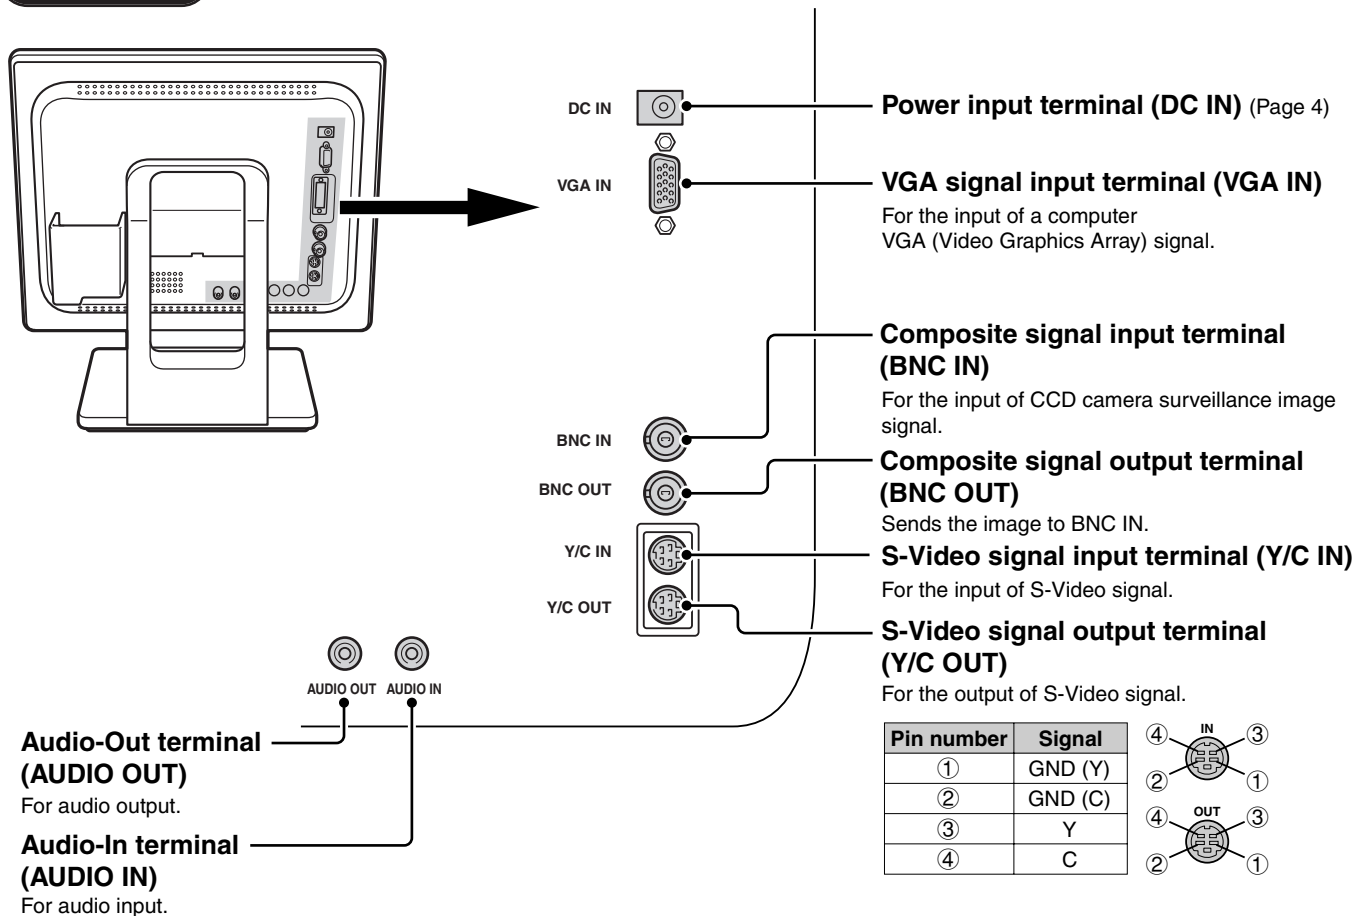 DC IN
Power input terminal (DC IN) (Page 4)
VGA IN
VGA signal input terminal (VGA IN)
For the input of a computer
VGA (Video Graphics Array) signal.
Composite signal input terminal
(BNC IN)
For the input of CCD camera surveillance image
signal.
BNC IN
Composite signal output terminal
(BNC OUT)
Sends the image to BNC IN.
BNC OUT
Y/C IN
S-Video signal input terminal (Y/C IN)
For the input of S-Video signal.
Y/C OUT
S-Video signal output terminal
(Y/C OUT)
For the output of S-Video signal.
AUDIO OUT AUDIO IN
Audio-Out terminal
(AUDIO OUT)
For audio output.
Audio-In terminal
(AUDIO IN)
For audio input.
Pin number Signal
① GND (Y)
② GND (C)
③ Y
④ C
④ IN ③
② ①
④ OUT ③
② ①